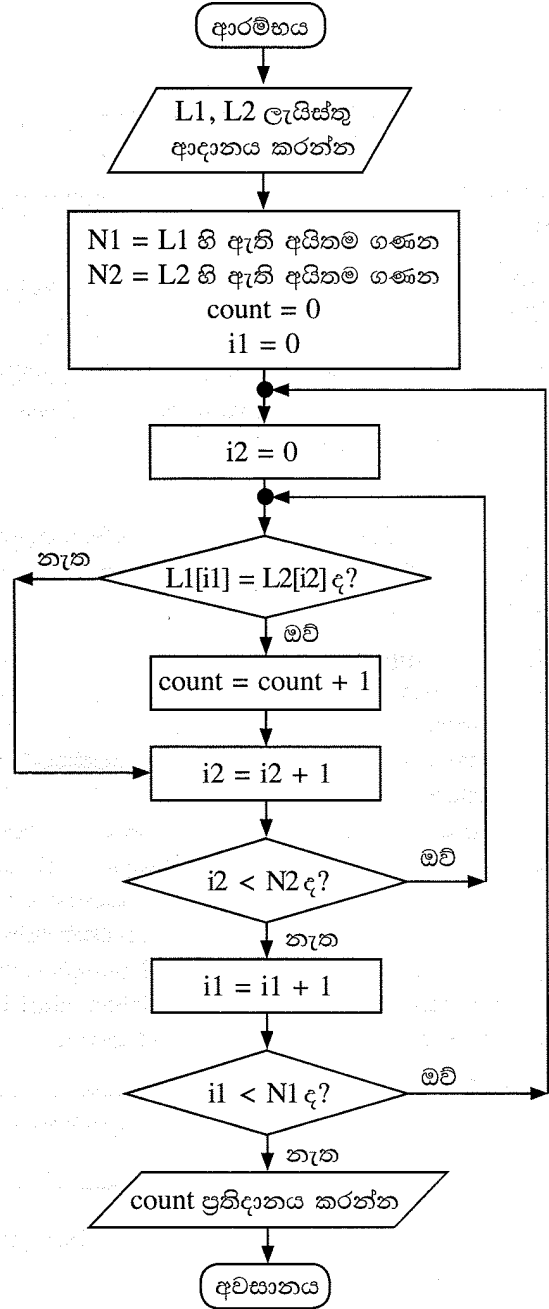 ආරම්භය
L1, L2 ලැයිස්තු
ආදානය කරන්න
N1 = L1 හි ඇති අයිතම ගණන
N2 = L2 හි ඇති අයිතම ගණන
count = 0
i1 = 0
i2 = 0
නැත
L1[i1] = L2[i2] ද?
ඔව්
count = count + 1
i2 = i2 + 1
i2 < N2 ද?
ඔව්
නැත
i1 = i1 + 1
i1 < N1 ද?
ඔව්
නැත
count ප්‍රතිදානය කරන්න
අවසානය